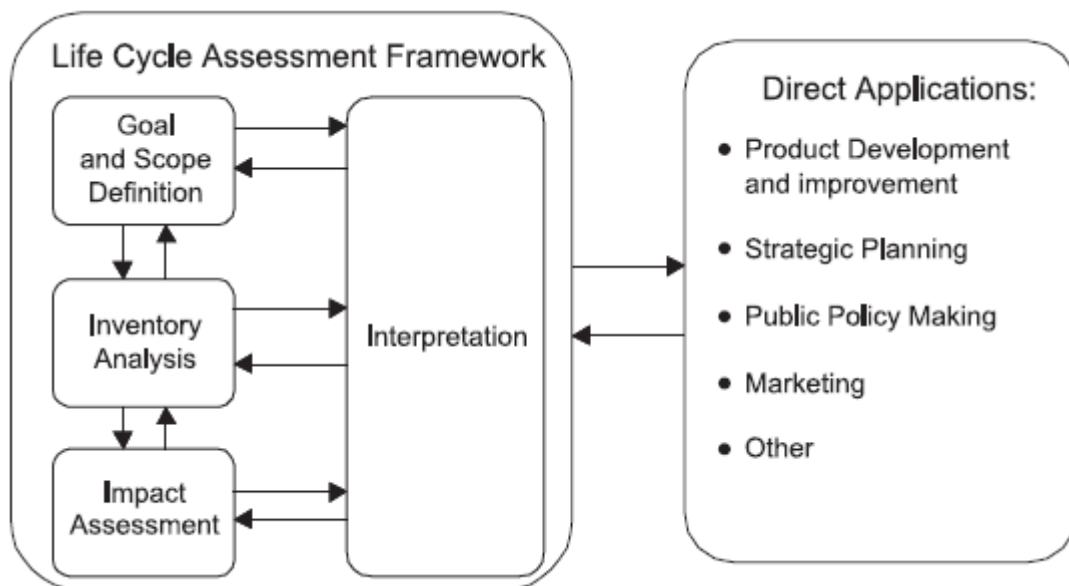 Life Cycle Assessment Framework
Goal
and Scope
Definition
Inventory
Analysis
Impact
Assessment
Interpretation
Direct Applications:
• Product Development
and improvement
• Strategic Planning
• Public Policy Making
• Marketing
• Other